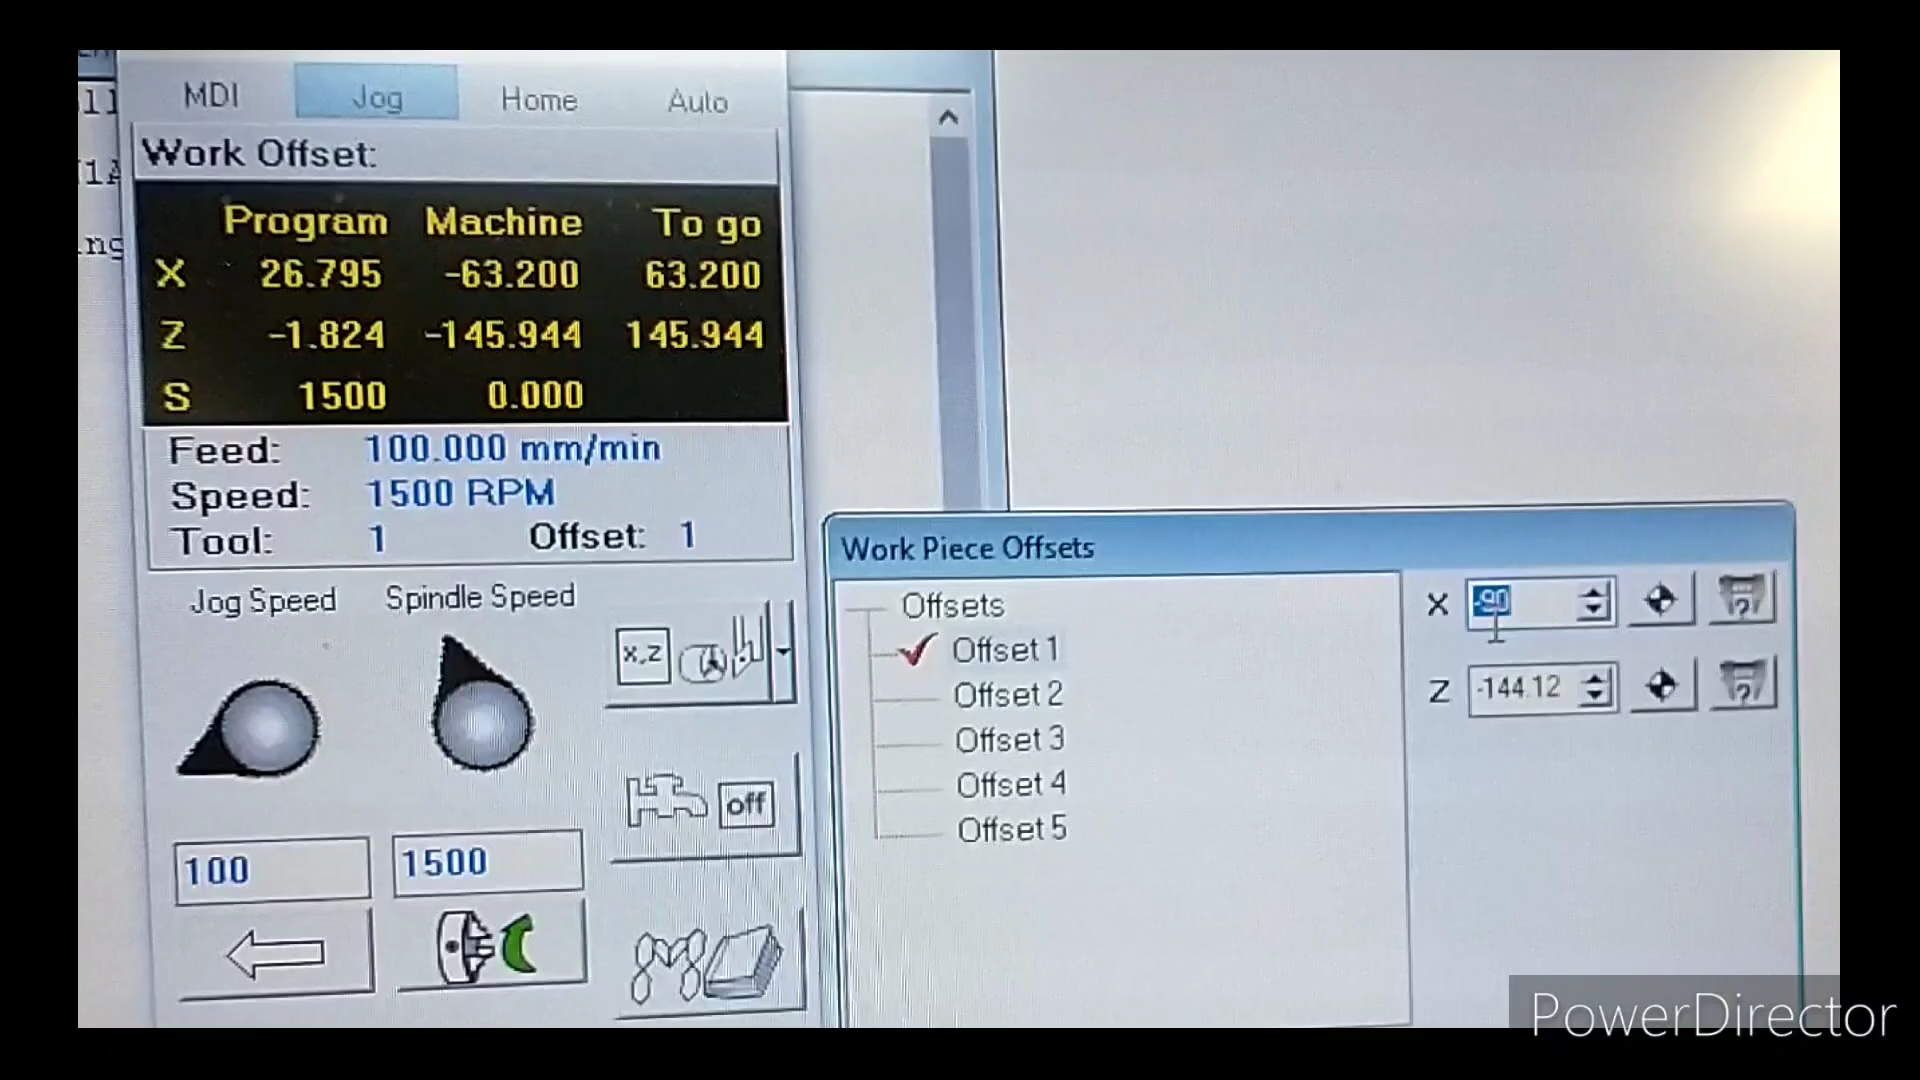 MDI Jog Home Auto
Work Offset:
Program Machine To go
X 26.795 -63.200 63.200
Z -1.824 -145.944 145.944
S 1500 0.000
Feed: 100.000 mm/min
Speed: 1500 RPM
Tool: 1 Offset: 1
Jog Speed Spindle Speed
x,z
off
100 1500
Work Piece Offsets
Offsets
Offset 1
Offset 2
Offset 3
Offset 4
Offset 5
X -90
Z -144.12
PowerDirector